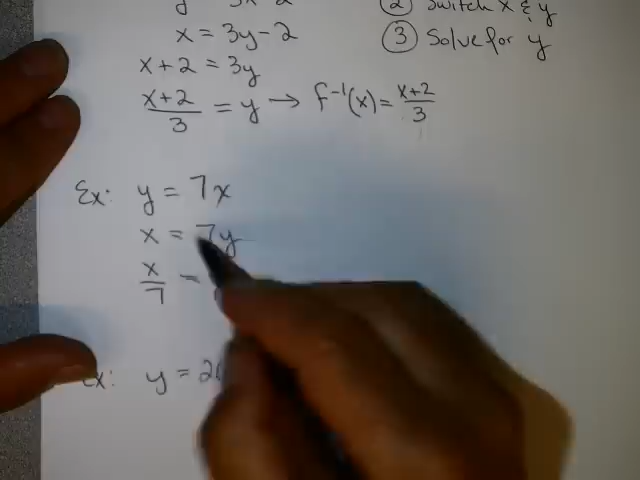 ② Switch x & y
x = 3y - 2
③ Solve for y
x + 2 = 3y
x+2/3 = y → f⁻¹(x) = x+2/3
Ex: y = 7x
x = 7y
x/7 =
Ex: y =